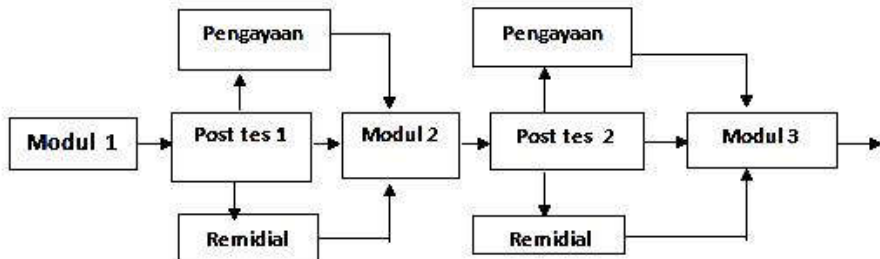 Pengayaan
Pengayaan
Modul 1
Post tes 1
Modul 2
Post tes 2
Modul 3
Remidial
Remidial